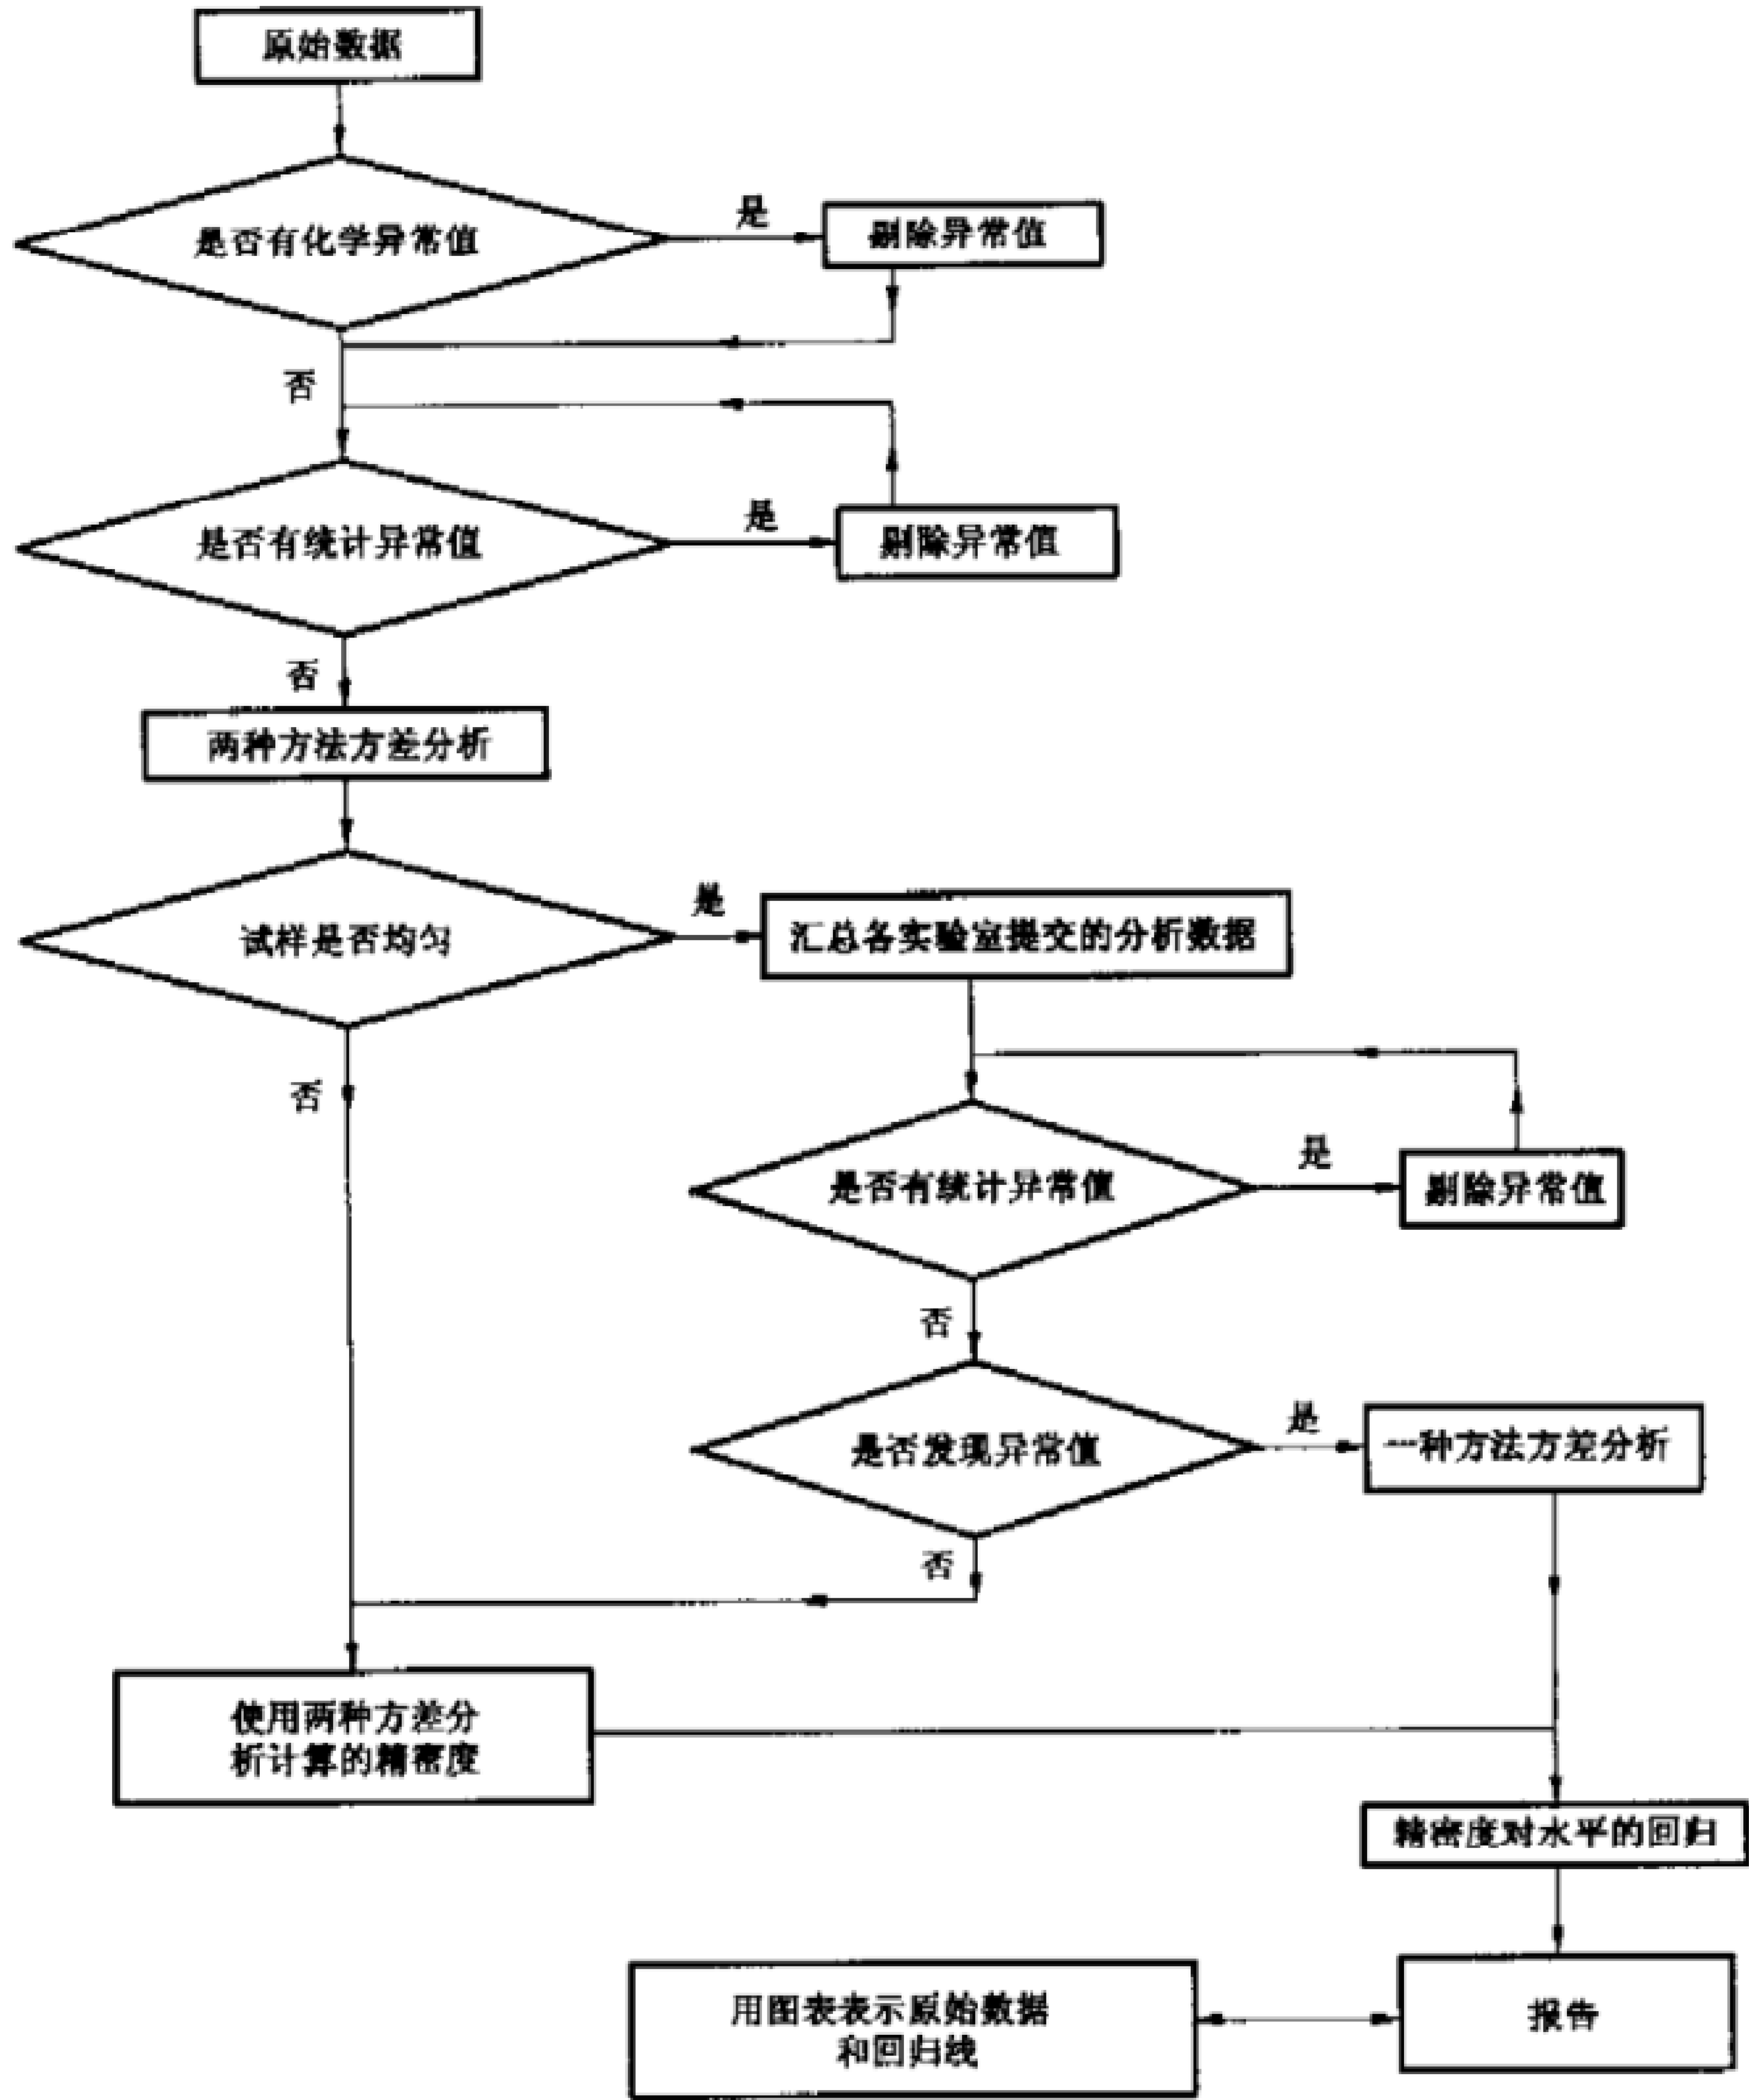 原始数据
是否有化学异常值
是
剔除异常值
否
是否有统计异常值
是
剔除异常值
否
两种方法方差分析
试样是否均匀
是
汇总各实验室提交的分析数据
否
是否有统计异常值
是
剔除异常值
否
是否发现异常值
是
一种方法方差分析
否
使用两种方差分
析计算的精密度
精密度对水平的回归
用图表表示原始数据
和回归线
报告